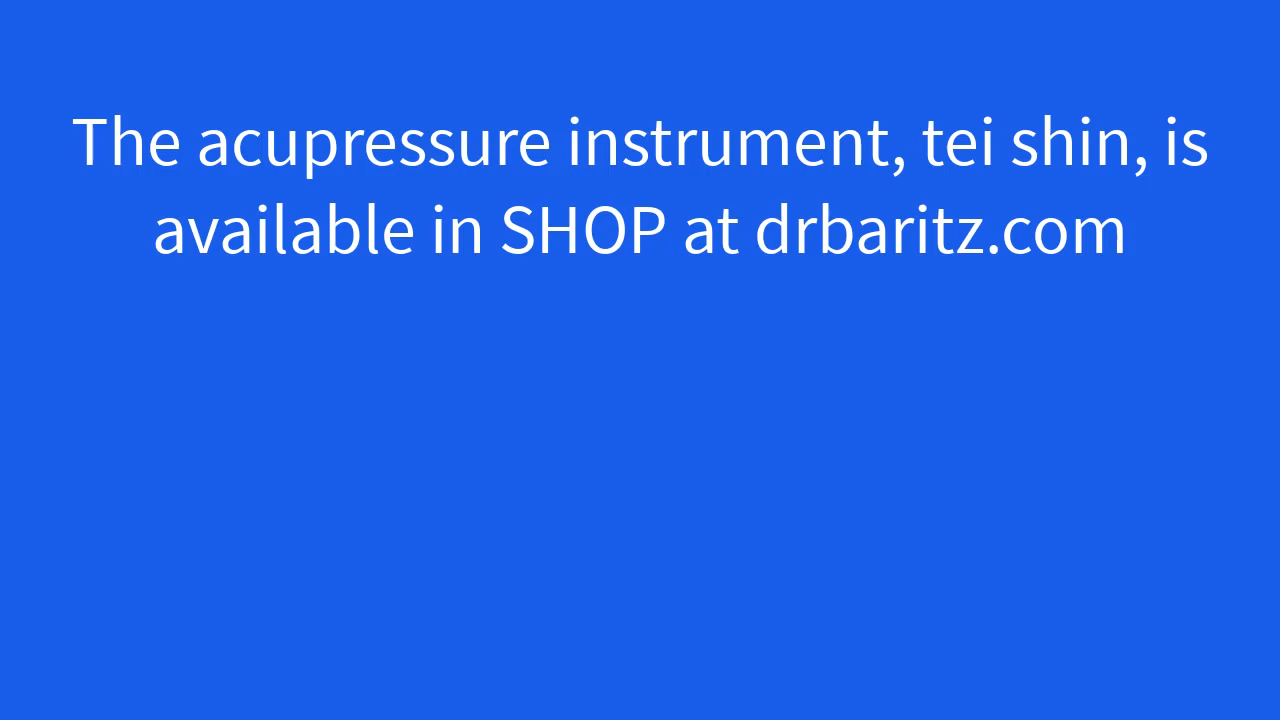 The acupressure instrument, tei shin, is
available in SHOP at drbaritz.com